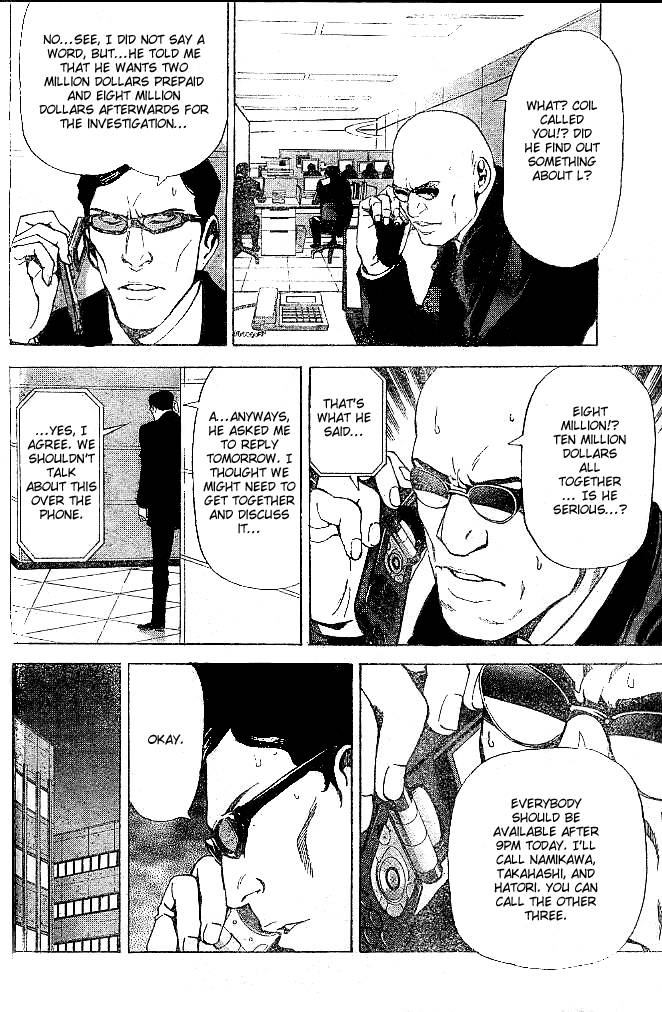 WHAT? COIL
CALLED
YOU!? DID
HE FIND OUT
SOMETHING
ABOUT L?
NO...SEE, I DID NOT SAY A
WORD, BUT...HE TOLD ME
THAT HE WANTS TWO
MILLION DOLLARS PREPAID
AND EIGHT MILLION
DOLLARS AFTERWARDS FOR
THE INVESTIGATION...
EIGHT
MILLION!?
TEN MILLION
DOLLARS
ALL
TOGETHER
... IS HE
SERIOUS...?
THAT'S
WHAT HE
SAID...
A...ANYWAYS,
HE ASKED ME
TO REPLY
TOMORROW. I
THOUGHT WE
MIGHT NEED TO
GET TOGETHER
AND DISCUSS
IT...
...YES, I
AGREE. WE
SHOULDN'T
TALK
ABOUT THIS
OVER THE
PHONE.
EVERYBODY
SHOULD BE
AVAILABLE AFTER
9PM TODAY. I'LL
CALL NAMIKAWA,
TAKAHASHI, AND
HATORI. YOU CAN
CALL THE OTHER
THREE.
OKAY.